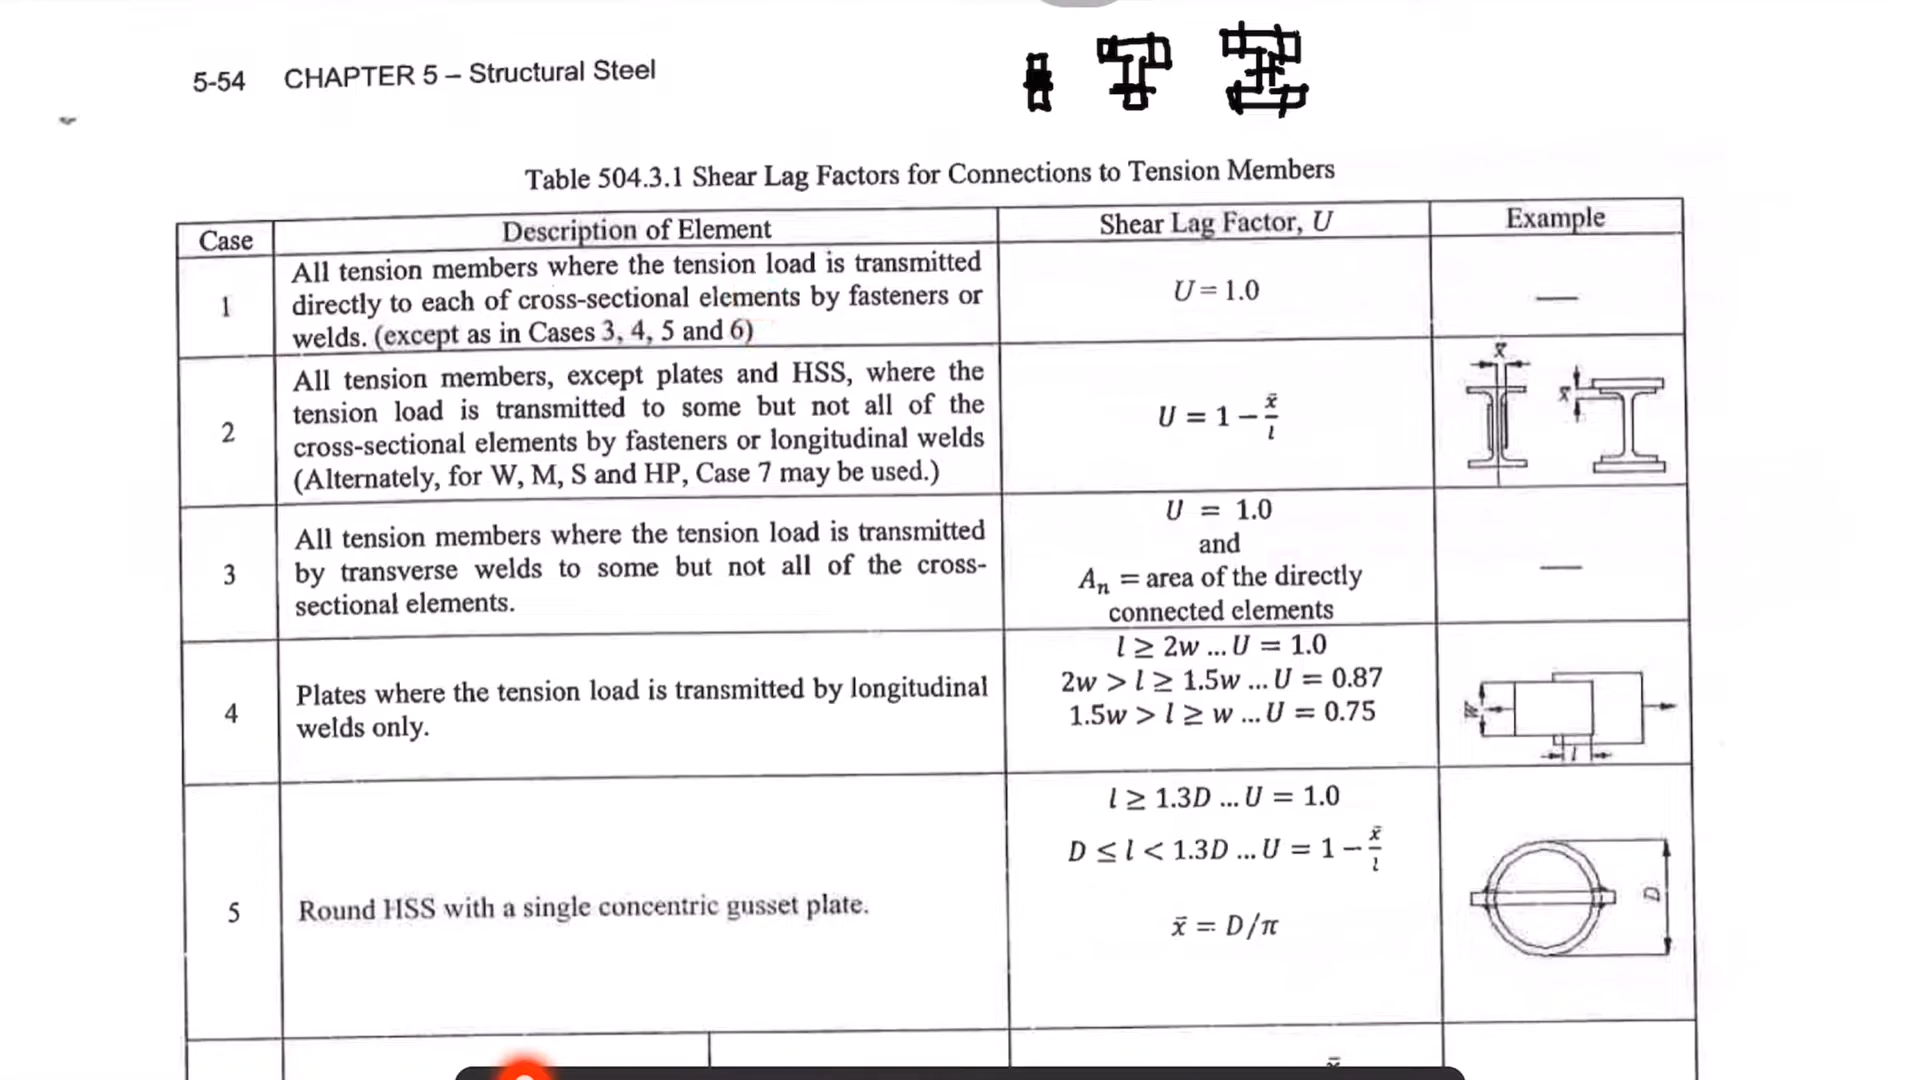 5-54 CHAPTER 5 – Structural Steel
Table 504.3.1 Shear Lag Factors for Connections to Tension Members
Case
Description of Element
Shear Lag Factor, U
Example
1
All tension members where the tension load is transmitted
directly to each of cross-sectional elements by fasteners or
welds. (except as in Cases 3, 4, 5 and 6)
U = 1.0
—
2
All tension members, except plates and HSS, where the
tension load is transmitted to some but not all of the
cross-sectional elements by fasteners or longitudinal welds
(Alternately, for W, M, S and HP, Case 7 may be used.)
U = 1 − x̄/l
x̄
x̄
3
All tension members where the tension load is transmitted
by transverse welds to some but not all of the cross-
sectional elements.
U = 1.0
and
Aₙ = area of the directly
connected elements
—
4
Plates where the tension load is transmitted by longitudinal
welds only.
l ≥ 2w ... U = 1.0
2w > l ≥ 1.5w ... U = 0.87
1.5w > l ≥ w ... U = 0.75
w
l
5
Round HSS with a single concentric gusset plate.
l ≥ 1.3D ... U = 1.0
D ≤ l < 1.3D ... U = 1 − x̄/l
x̄ = D/π
D